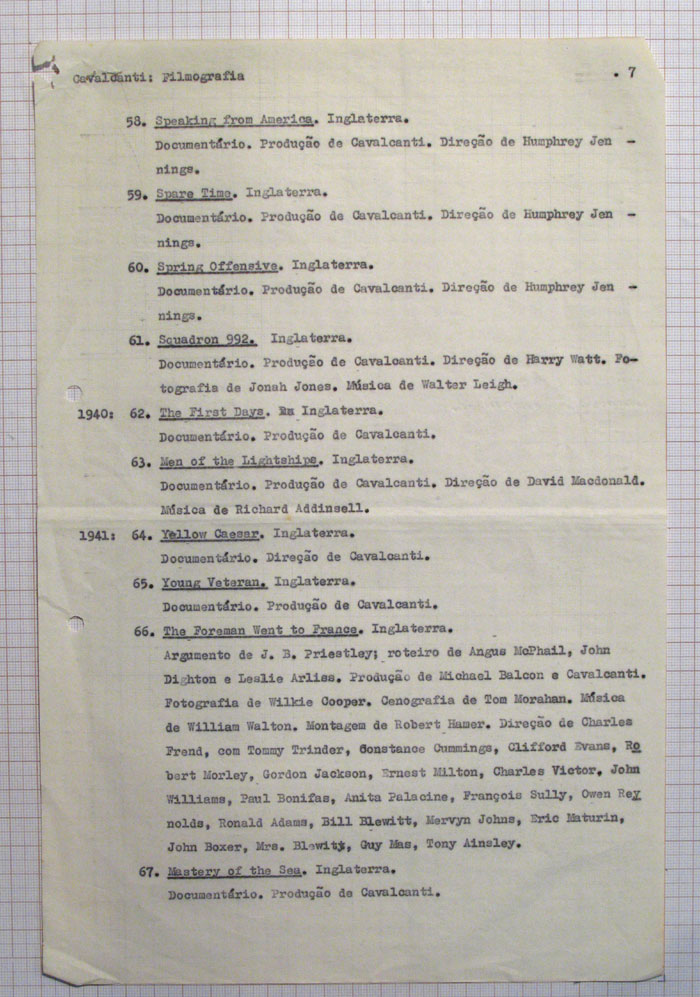 Cavalcanti: Filmografia . 7
58. Speaking from America. Inglaterra.
Documentário. Produção de Cavalcanti. Direção de Humphrey Jen -
nings.
59. Spare Time. Inglaterra.
Documentário. Produção de Cavalcanti. Direção de Humphrey Jen -
nings.
60. Spring Offensive. Inglaterra.
Documentário. Produção de Cavalcanti. Direção de Humphrey Jen -
nings.
61. Squadron 992. Inglaterra.
Documentário. Produção de Cavalcanti. Direção de Harry Watt. Fo-
tografia de Jonah Jones. Música de Walter Leigh.
1940: 62. The First Days. Inglaterra.
Documentário. Produção de Cavalcanti.
63. Men of the Lightships. Inglaterra.
Documentário. Produção de Cavalcanti. Direção de David Macdonald.
Música de Richard Addinsell.
1941: 64. Yellow Caesar. Inglaterra.
Documentário. Direção de Cavalcanti.
65. Young Veteran. Inglaterra.
Documentário. Produção de Cavalcanti.
66. The Foreman Went to France. Inglaterra.
Argumento de J. B. Priestley; roteiro de Angus McPhail, John
Dighton e Leslie Arliss. Produção de Michael Balcon e Cavalcanti.
Fotografia de Wilkie Cooper. Cenografia de Tom Morahan. Música
de William Walton. Montagem de Robert Hamer. Direção de Charles
Frend, com Tommy Trinder, Constance Cummings, Clifford Evans, Ro
bert Morley, Gordon Jackson, Ernest Milton, Charles Victor, John
Williams, Paul Bonifas, Anita Palacine, François Sully, Owen Rey
nolds, Ronald Adams, Bill Blewitt, Mervyn Johns, Eric Maturin,
John Boxer, Mrs. Blewitt, Guy Mas, Tony Ainsley.
67. Mastery of the Sea. Inglaterra.
Documentário. Produção de Cavalcanti.